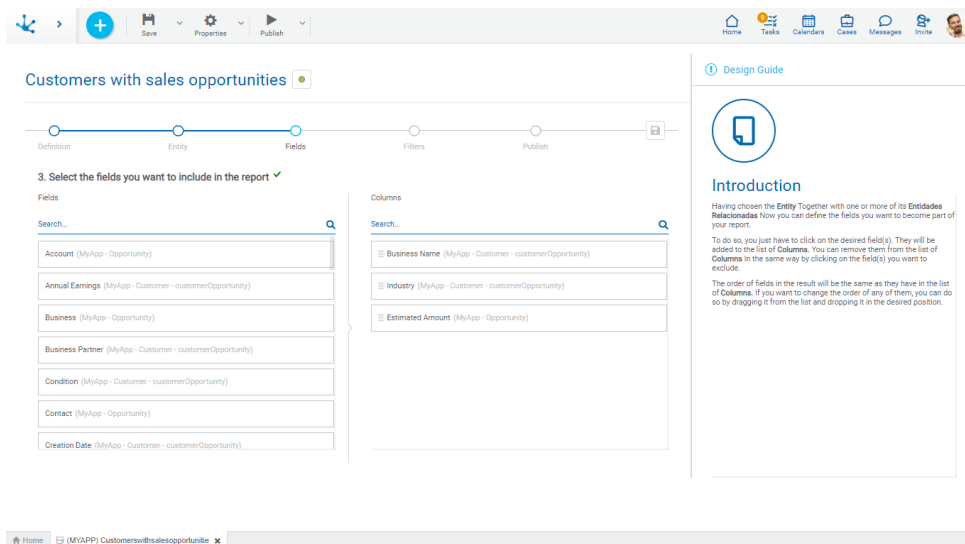 Save
Properties
Publish
Home
9
Tasks
Calendars
Cases
Messages
Invite
Customers with sales opportunities
Definition
Entity
Fields
Filters
Publish
3. Select the fields you want to include in the report
Fields
Search...
Account (MyApp - Opportunity)
Annual Earnings (MyApp - Customer - customerOpportunity)
Business (MyApp - Opportunity)
Business Partner (MyApp - Customer - customerOpportunity)
Condition (MyApp - Customer - customerOpportunity)
Contact (MyApp - Opportunity)
Creation Date (MyApp - Customer - customerOpportunity)
Columns
Search...
Business Name (MyApp - Customer - customerOpportunity)
Industry (MyApp - Customer - customerOpportunity)
Estimated Amount (MyApp - Opportunity)
Design Guide
Introduction
Having chosen the Entity Together with one or more of its Entidades
Relacionadas Now you can define the fields you want to become part of
your report.
To do so, you just have to click on the desired field(s). They will be
added to the list of Columns. You can remove them from the list of
Columns In the same way by clicking on the field(s) you want to
exclude.
The order of fields in the result will be the same as they have in the list
of Columns. If you want to change the order of any of them, you can do
so by dragging it from the list and dropping it in the desired position.
Home
(MYAPP) Customerswithsalesopportunitie